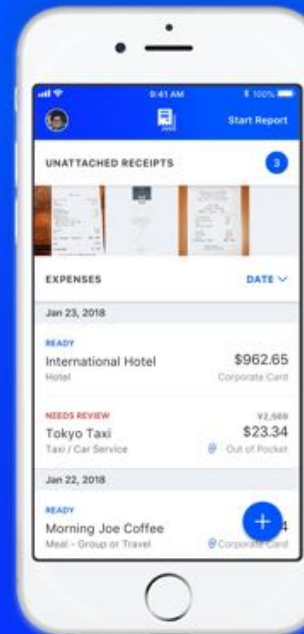 9:41 AM
100%
Start Report
UNATTACHED RECEIPTS
3
EXPENSES
DATE
Jan 23, 2018
READY
International Hotel
$962.65
Hotel
Corporate Card
NEEDS REVIEW
Tokyo Taxi
$23.34
Taxi / Car Service
Out of Pocket
Jan 22, 2018
READY
Morning Joe Coffee
4
Meal - Group or Travel
Corporate Card